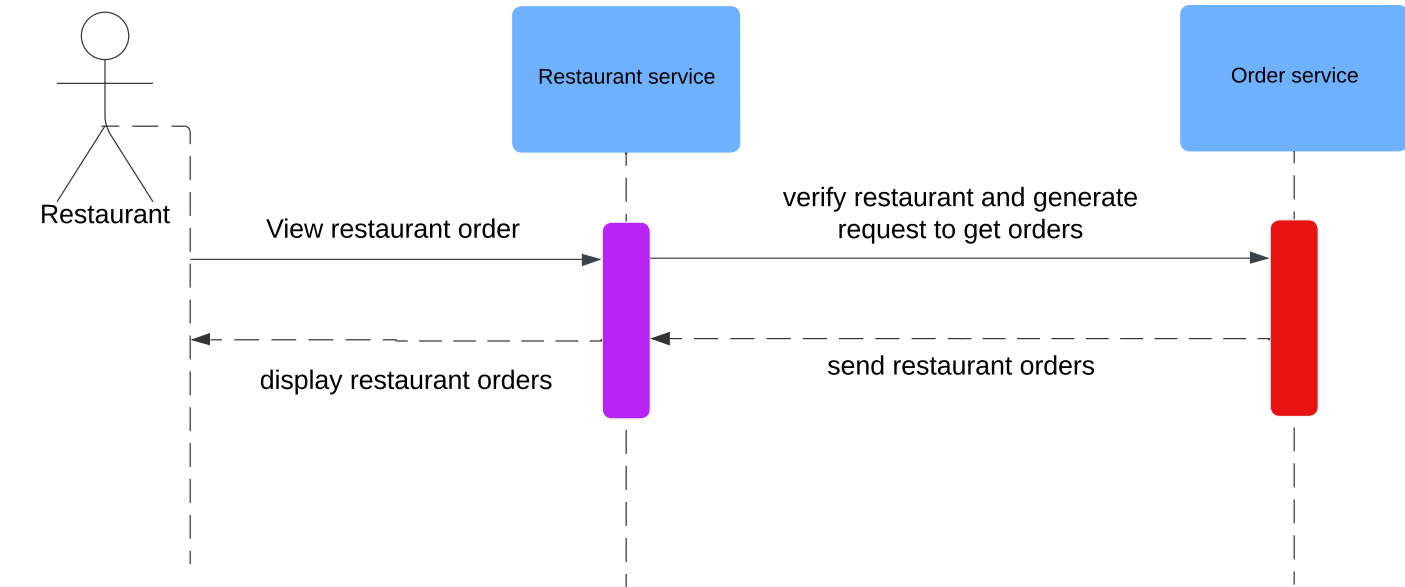 Restaurant service
Order service
Restaurant
View restaurant order
verify restaurant and generate
request to get orders
display restaurant orders
send restaurant orders